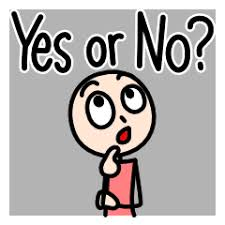 Yes or No?